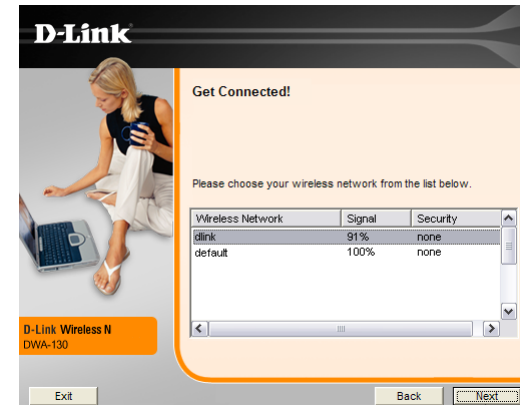 D-Link
Get Connected!
Please choose your wireless network from the list below.
Wireless Network Signal Security
dlink 91% none
default 100% none
D-Link Wireless N
DWA-130
Exit Back Next